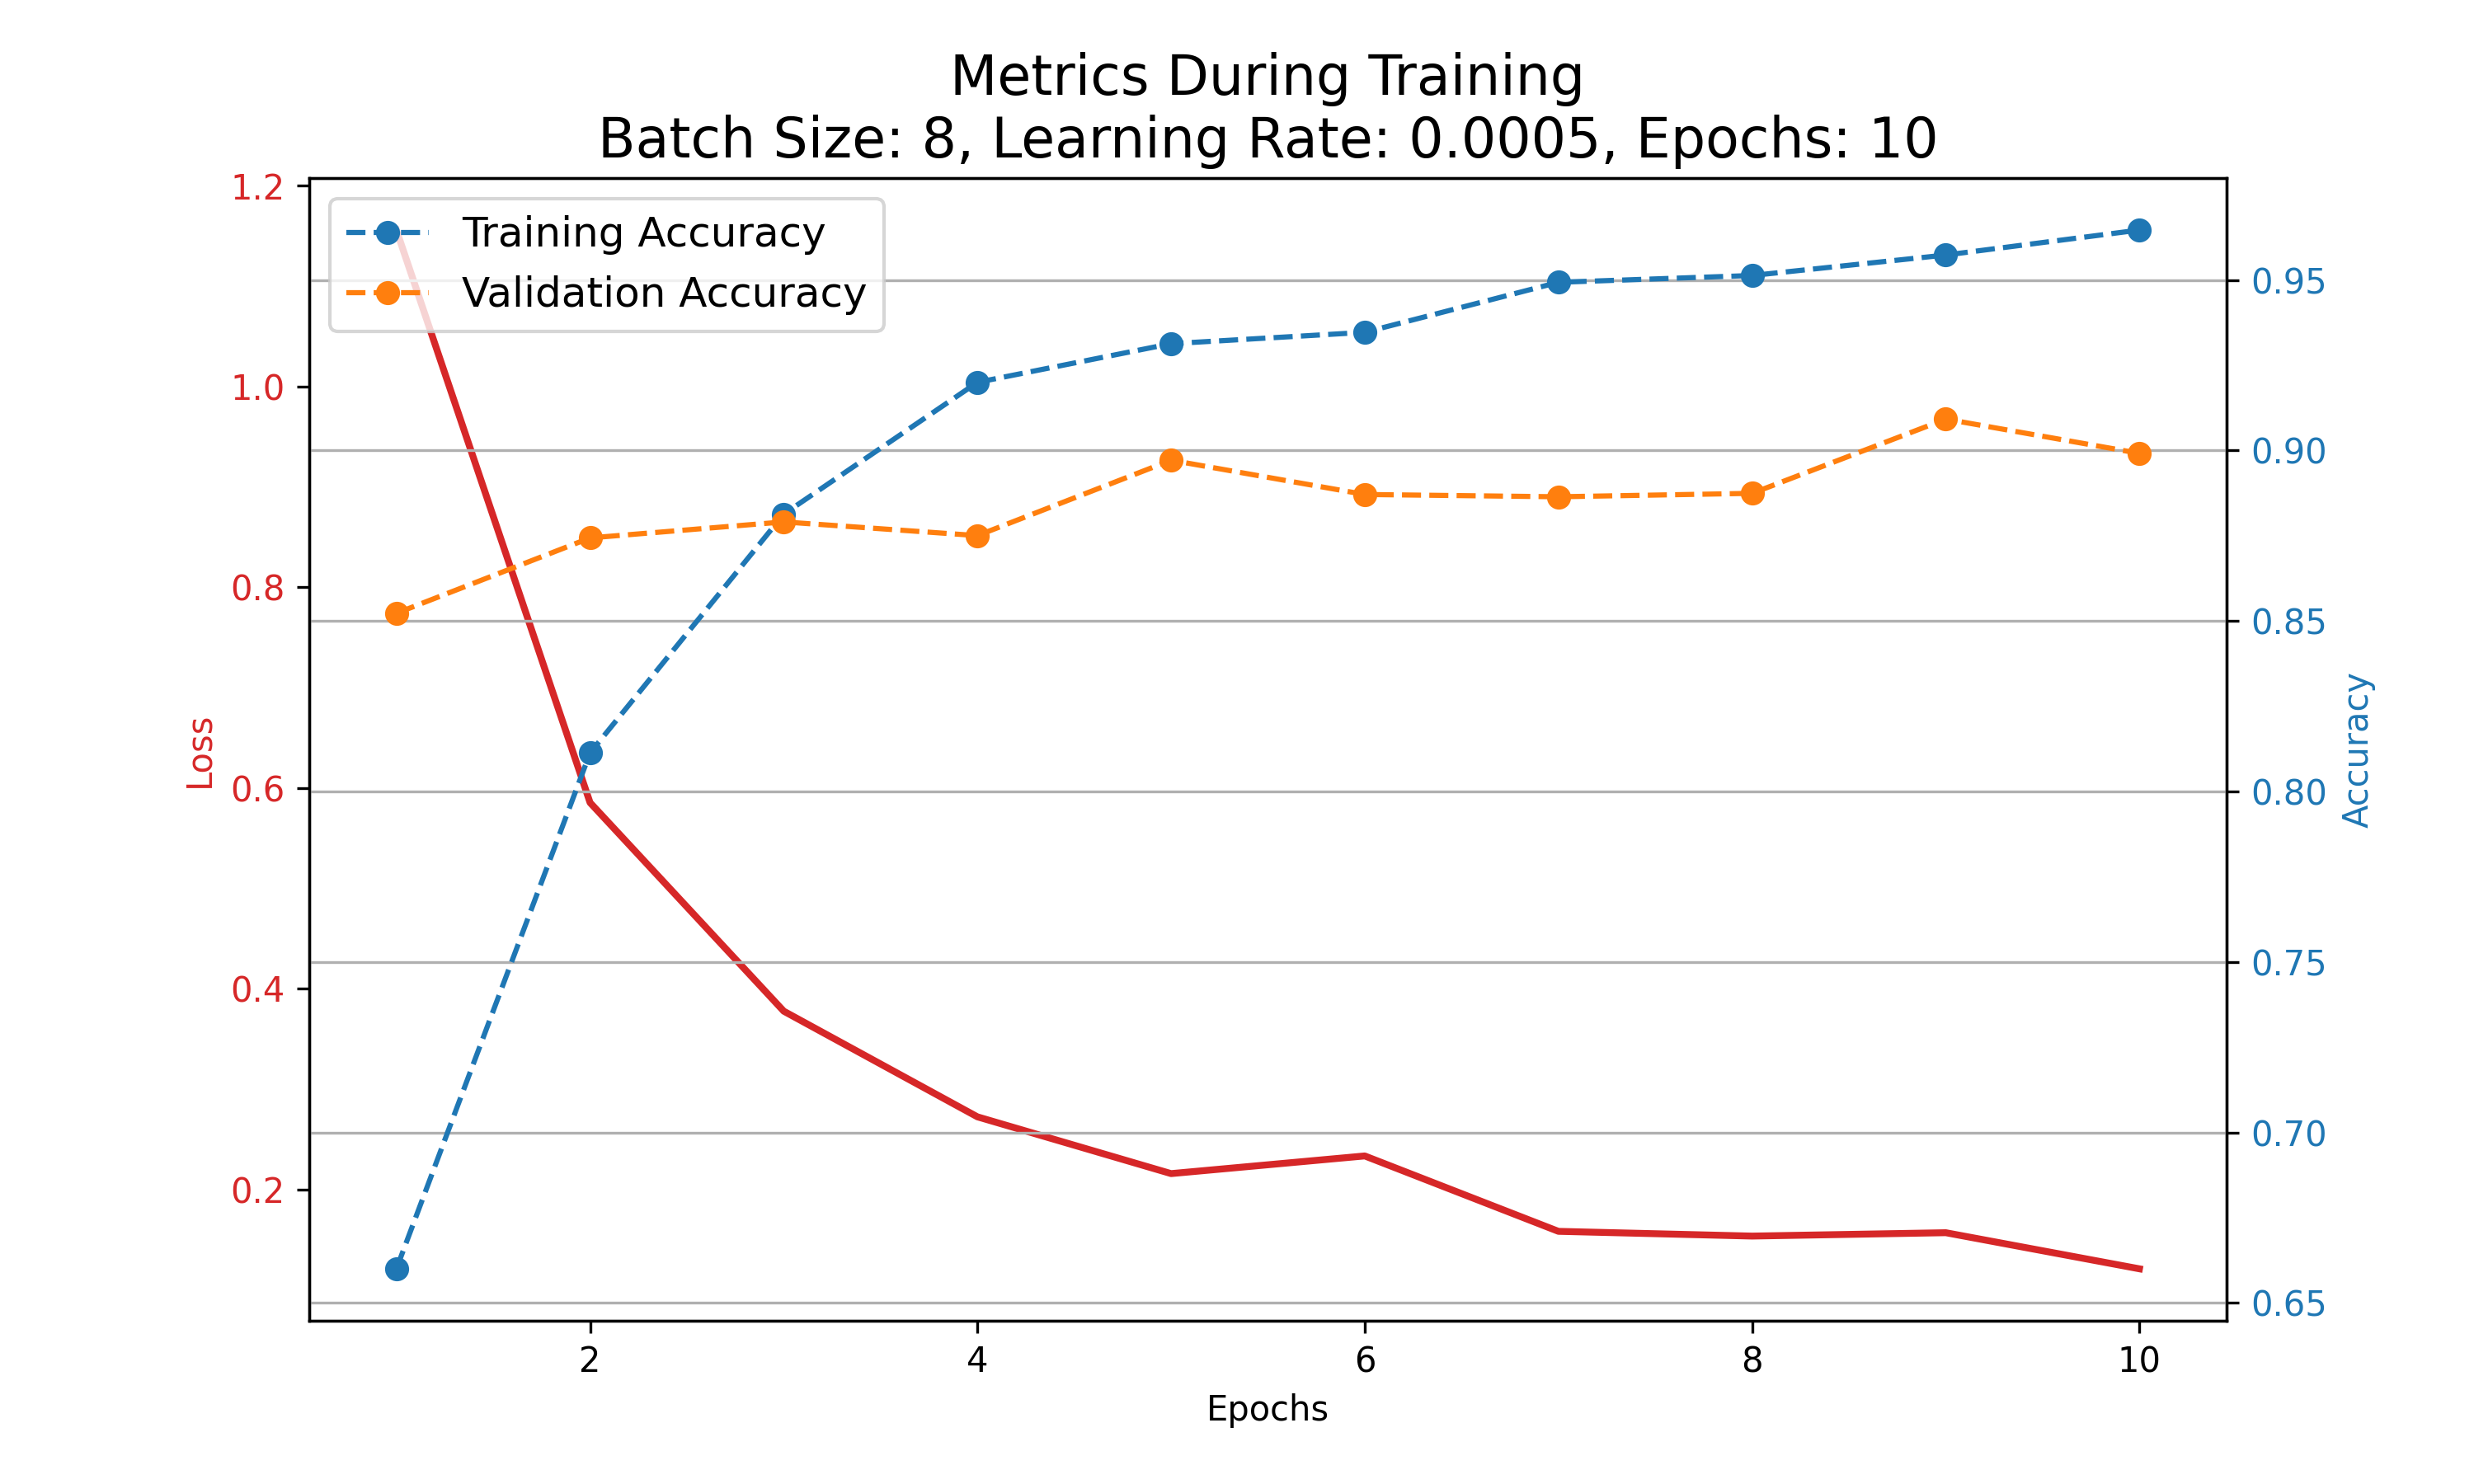 Metrics During Training
Batch Size: 8, Learning Rate: 0.0005, Epochs: 10
Training Accuracy
Validation Accuracy
Loss
1.2
1.0
0.8
0.6
0.4
0.2
0.95
0.90
0.85
0.80
0.75
0.70
0.65
Accuracy
2 4 6 8 10
Epochs